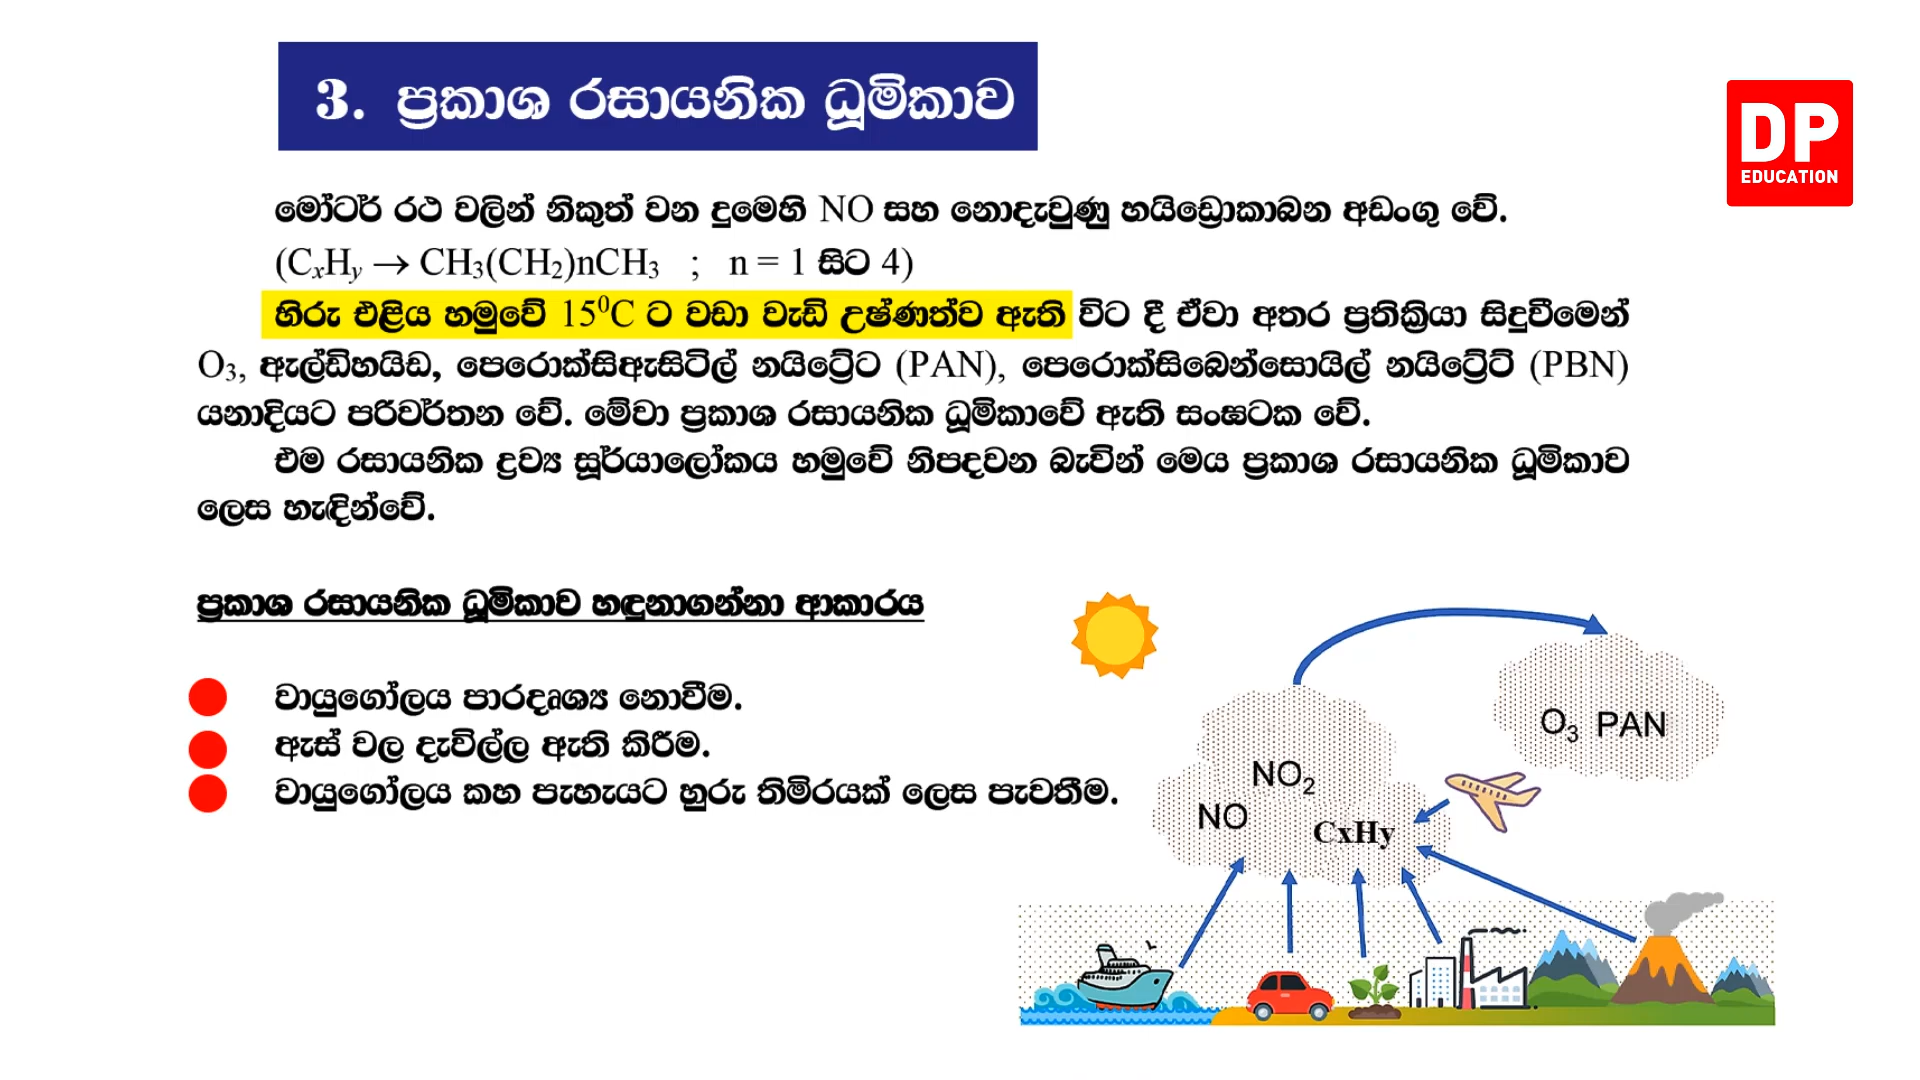 3. ප්‍රකාශ රසායනික ධූමිකාව
DP
EDUCATION
මෝටර් රථ වලින් නිකුත් වන දුමෙහි NO සහ නොදැවුණු හයිඩ්‍රොකාබන අඩංගු වේ.
(CₓHᵧ → CH₃(CH₂)nCH₃ ; n = 1 සිට 4)
හිරු එළිය හමුවේ 15⁰C ට වඩා වැඩි උෂ්ණත්ව ඇති විට දී ඒවා අතර ප්‍රතික්‍රියා සිදුවීමෙන්
O₃, ඇල්ඩිහයිඩ, පෙරොක්සිඇසිටිල් නයිට්‍රේට (PAN), පෙරොක්සිබෙන්සොයිල් නයිට්‍රේට් (PBN)
යනාදියට පරිවර්තන වේ. මේවා ප්‍රකාශ රසායනික ධූමිකාවේ ඇති සංඝටක වේ.
එම රසායනික ද්‍රව්‍ය සූර්යාලෝකය හමුවේ නිපදවන බැවින් මෙය ප්‍රකාශ රසායනික ධූමිකාව
ලෙස හැඳින්වේ.
ප්‍රකාශ රසායනික ධූමිකාව හඳුනාගන්නා ආකාරය
වායුගෝලය පාරදෘශ්‍ය නොවීම.
ඇස් වල දැවිල්ල ඇති කිරීම.
වායුගෝලය කහ පැහැයට හුරු තිමිරයක් ලෙස පැවතීම.
O₃ PAN
NO₂
NO
CxHy